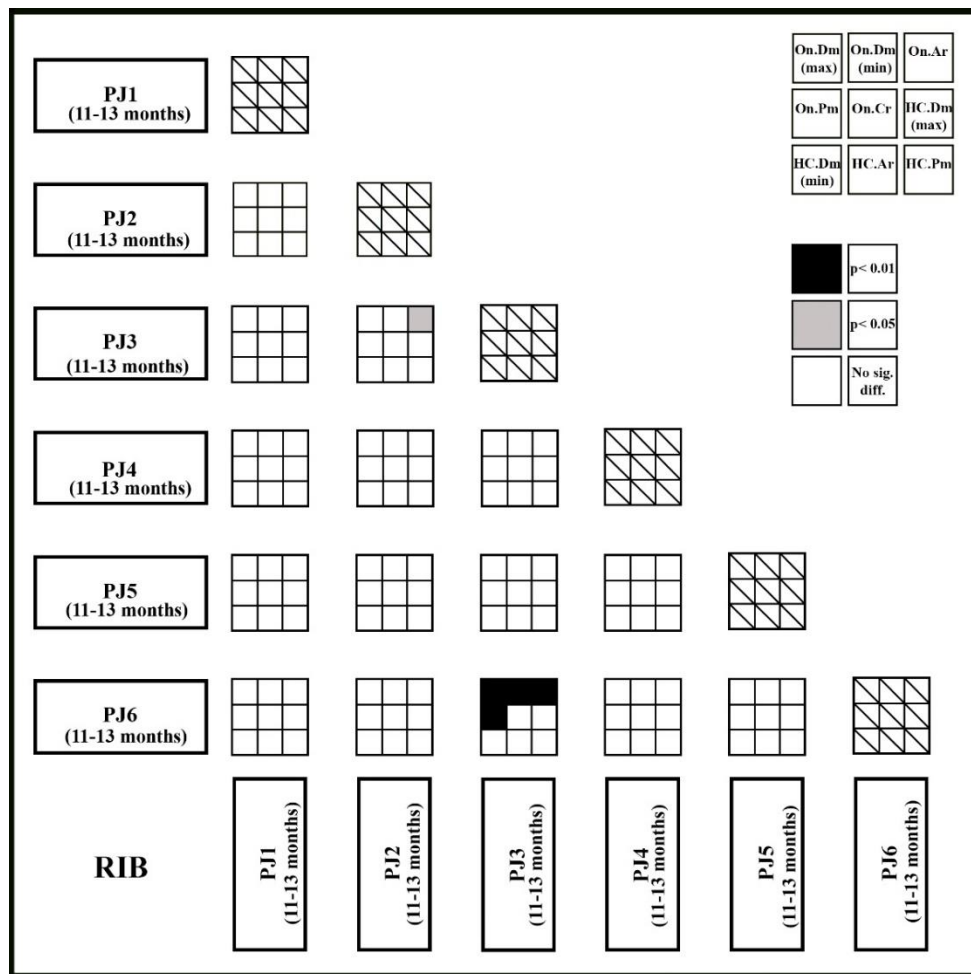 On.Dm
(max)
On.Dm
(min)
On.Ar
On.Pm
On.Cr
HC.Dm
(max)
HC.Dm
(min)
HC.Ar
HC.Pm
p< 0.01
p< 0.05
No sig.
diff.
PJ1
(11-13 months)
PJ2
(11-13 months)
PJ3
(11-13 months)
PJ4
(11-13 months)
PJ5
(11-13 months)
PJ6
(11-13 months)
RIB
PJ1
(11-13 months)
PJ2
(11-13 months)
PJ3
(11-13 months)
PJ4
(11-13 months)
PJ5
(11-13 months)
PJ6
(11-13 months)